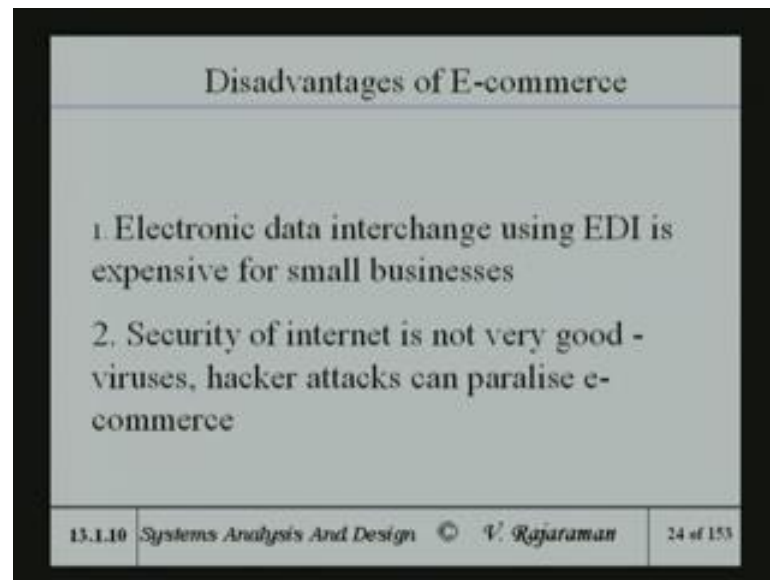 Disadvantages of E-commerce
1. Electronic data interchange using EDI is
expensive for small businesses
2. Security of internet is not very good -
viruses, hacker attacks can paralise e-
commerce
13.1.10 Systems Analysis And Design © V. Rajaraman 24 of 153